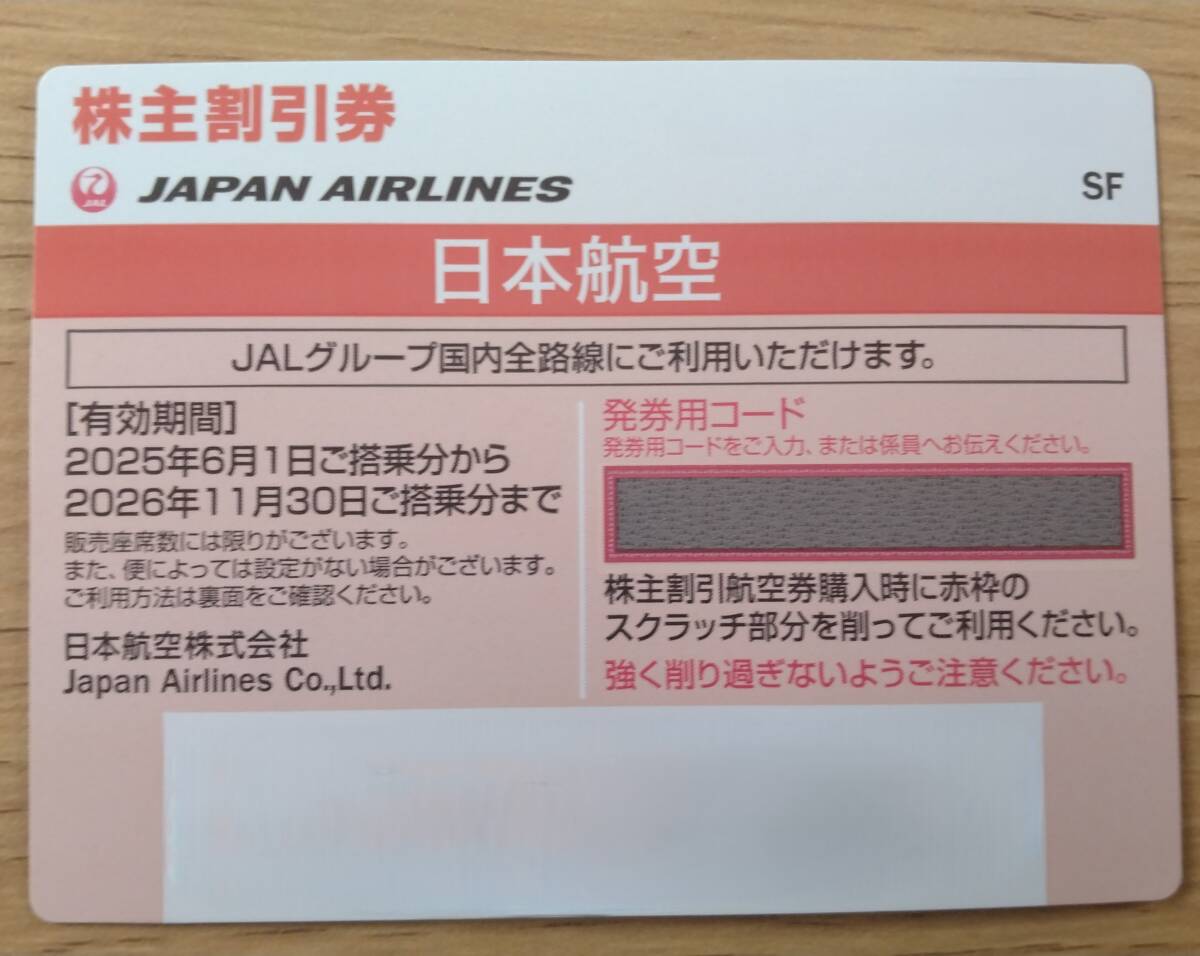 株主割引券
JAL JAPAN AIRLINES
SF
日本航空
JALグループ国内全路線にご利用いただけます。
[有効期間]
2025年6月1日ご搭乗分から
2026年11月30日ご搭乗分まで
販売座席数には限りがございます。
また、便によっては設定がない場合がございます。
ご利用方法は裏面をご確認ください。
日本航空株式会社
Japan Airlines Co.,Ltd.
発券用コード
発券用コードをご入力、または係員へお伝えください。
株主割引航空券購入時に赤枠の
スクラッチ部分を削ってご利用ください。
強く削り過ぎないようご注意ください。